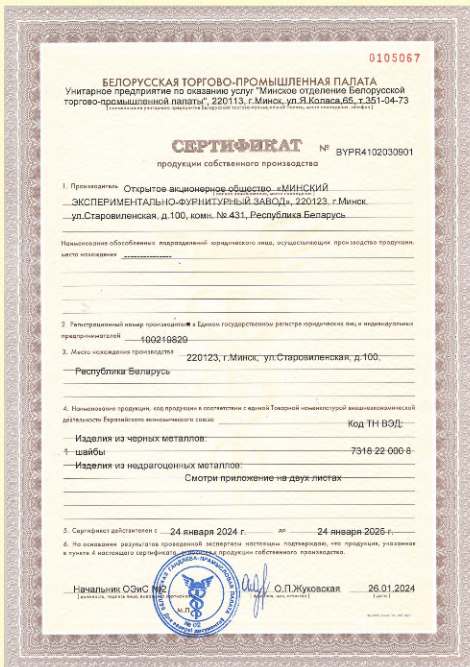 0105067
БЕЛОРУССКАЯ ТОРГОВО-ПРОМЫШЛЕННАЯ ПАЛАТА
Унитарное предприятие по оказанию услуг "Минское отделение Белорусской
торгово-промышленной палаты", 220113, г.Минск, ул.Я.Коласа,65, т.351-04-73
СЕРТИФИКАТ № BYPR4102030901
продукции собственного производства
1. Производитель Открытое акционерное общество «МИНСКИЙ
ЭКСПЕРИМЕНТАЛЬНО-ФУРНИТУРНЫЙ ЗАВОД», 220123, г.Минск,
ул.Старовиленская, д.100, комн. № 431, Республика Беларусь
Наименование обособленных подразделений юридического лица, осуществляющих производство продукции,
место нахождения ---------------
2. Регистрационный номер производителя в Едином государственном регистре юридических лиц и индивидуальных
предпринимателей 100219829
3. Место нахождения производства 220123, г.Минск, ул.Старовиленская, д.100,
Республика Беларусь
4. Наименование продукции, код продукции в соответствии с единой Товарной номенклатурой внешнеэкономической
деятельности Евразийского экономического союза Код ТН ВЭД:
Изделия из черных металлов:
1 шайбы 7318 22 000 8
Изделия из недрагоценных металлов:
Смотри приложение на двух листах
5. Сертификат действителен с 24 января 2024 г. до 24 января 2025 г.
6. На основании результатов проведенной экспертизы настоящим подтверждаю, что продукция, указанная
в пункте 4 настоящего сертификата, относится к продукции собственного производства.
Начальник ОЭиС №2 О.П.Жуковская 26.01.2024
М.П.
№ 02